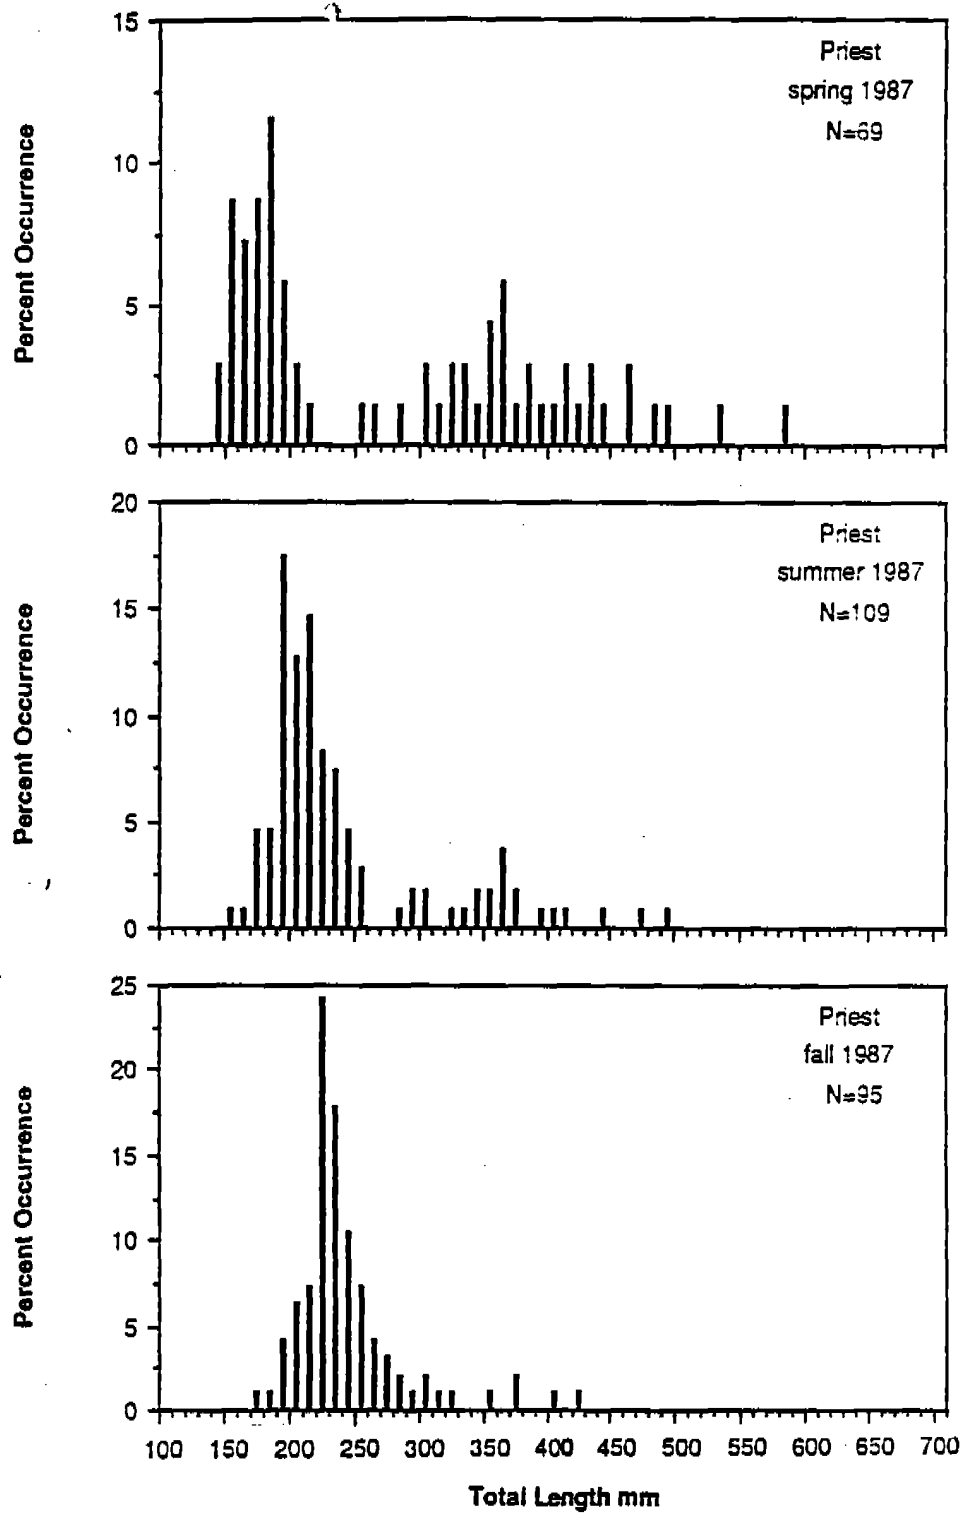 15
10
5
0
Percent Occurrence
Priest
spring 1987
N=69
20
15
10
5
0
Percent Occurrence
Priest
summer 1987
N=109
25
20
15
10
5
0
Percent Occurrence
Priest
fall 1987
N=95
100 150 200 250 300 350 400 450 500 550 600 650 700
Total Length mm